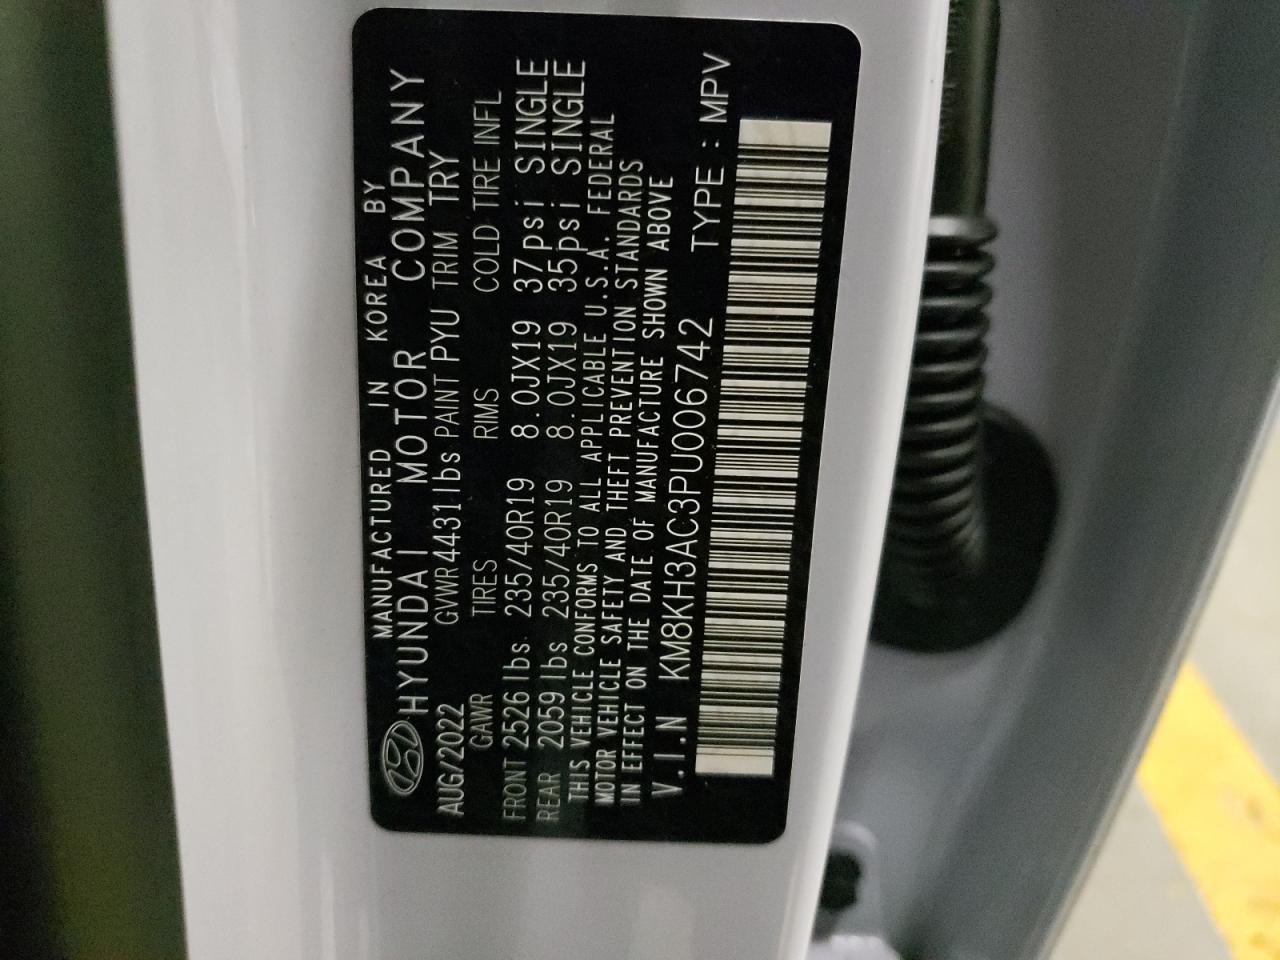 MANUFACTURED IN KOREA BY
HYUNDAI MOTOR COMPANY
AUG/2022 GVWR 4431lbs PAINT PYU TRIM TRY
GAWR TIRES RIMS COLD TIRE INFL
FRONT 2526 lbs. 235/40R19 8.0JX19 37psi SINGLE
REAR 2059 lbs 235/40R19 8.0JX19 35psi SINGLE
THIS VEHICLE CONFORMS TO ALL APPLICABLE U.S.A. FEDERAL
MOTOR VEHICLE SAFETY AND THEFT PREVENTION STANDARDS
IN EFFECT ON THE DATE OF MANUFACTURE SHOWN ABOVE
V.I.N KM8KH3AC3PU006742 TYPE : MPV